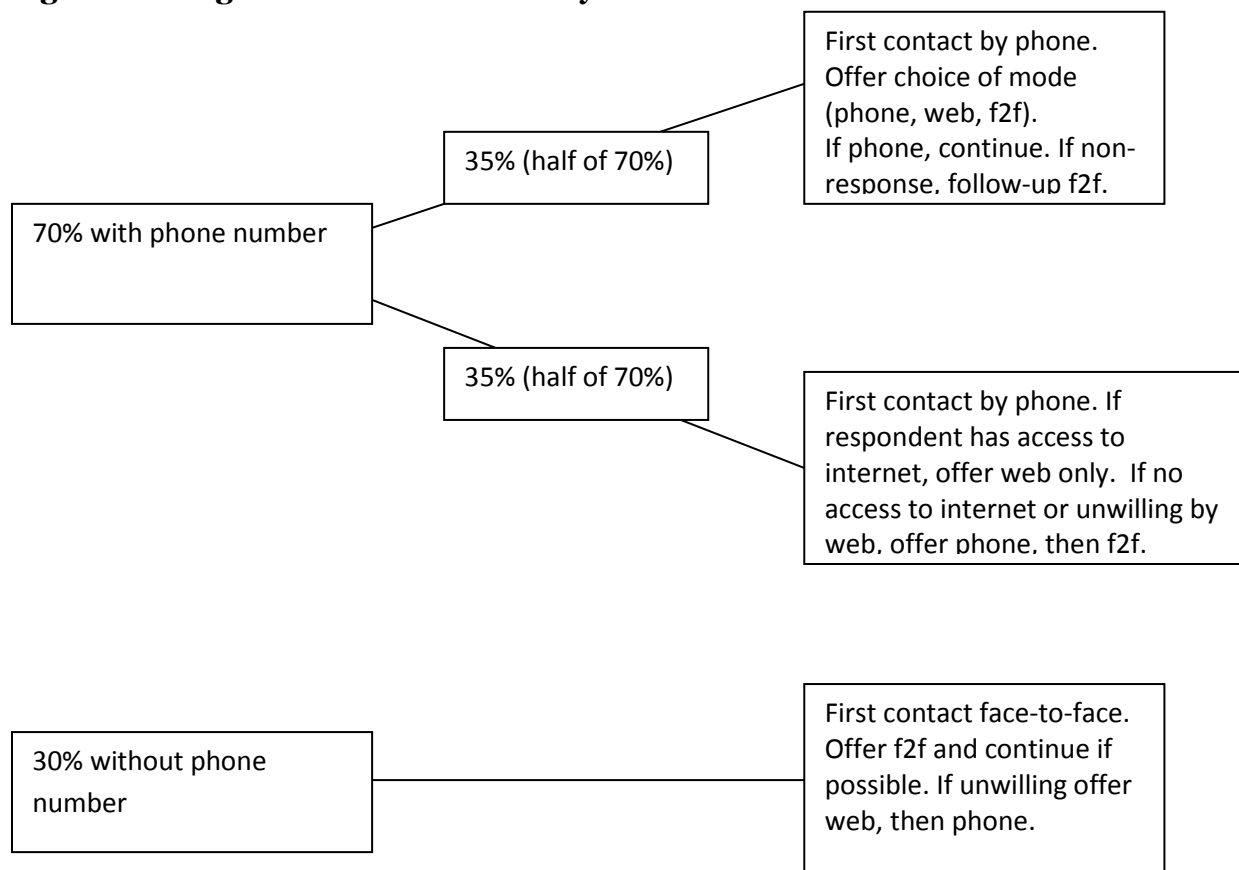 First contact by phone.
Offer choice of mode
(phone, web, f2f).
If phone, continue. If non-
response, follow-up f2f.
35% (half of 70%)
70% with phone number
35% (half of 70%)
First contact by phone. If
respondent has access to
internet, offer web only.  If no
access to internet or unwilling by
web, offer phone, then f2f.
First contact face-to-face.
Offer f2f and continue if
possible. If unwilling offer
web, then phone.
30% without phone
number